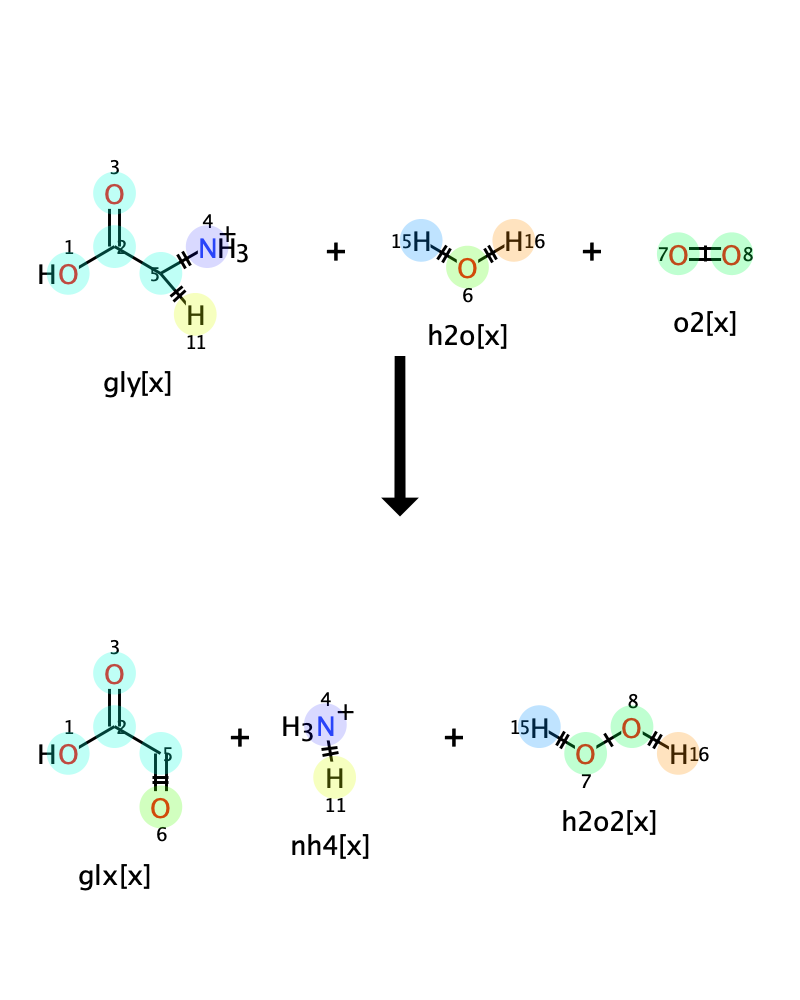 3
O
1 2 4 +
HO 5 NH3
H
11
gly[x]
+
15H H16
O
6
h2o[x]
+
7O O8
o2[x]
3
O
1 2
HO 5
O
6
glx[x]
+
4 +
H3N
H
11
nh4[x]
+
8
15H O
O H16
7
h2o2[x]